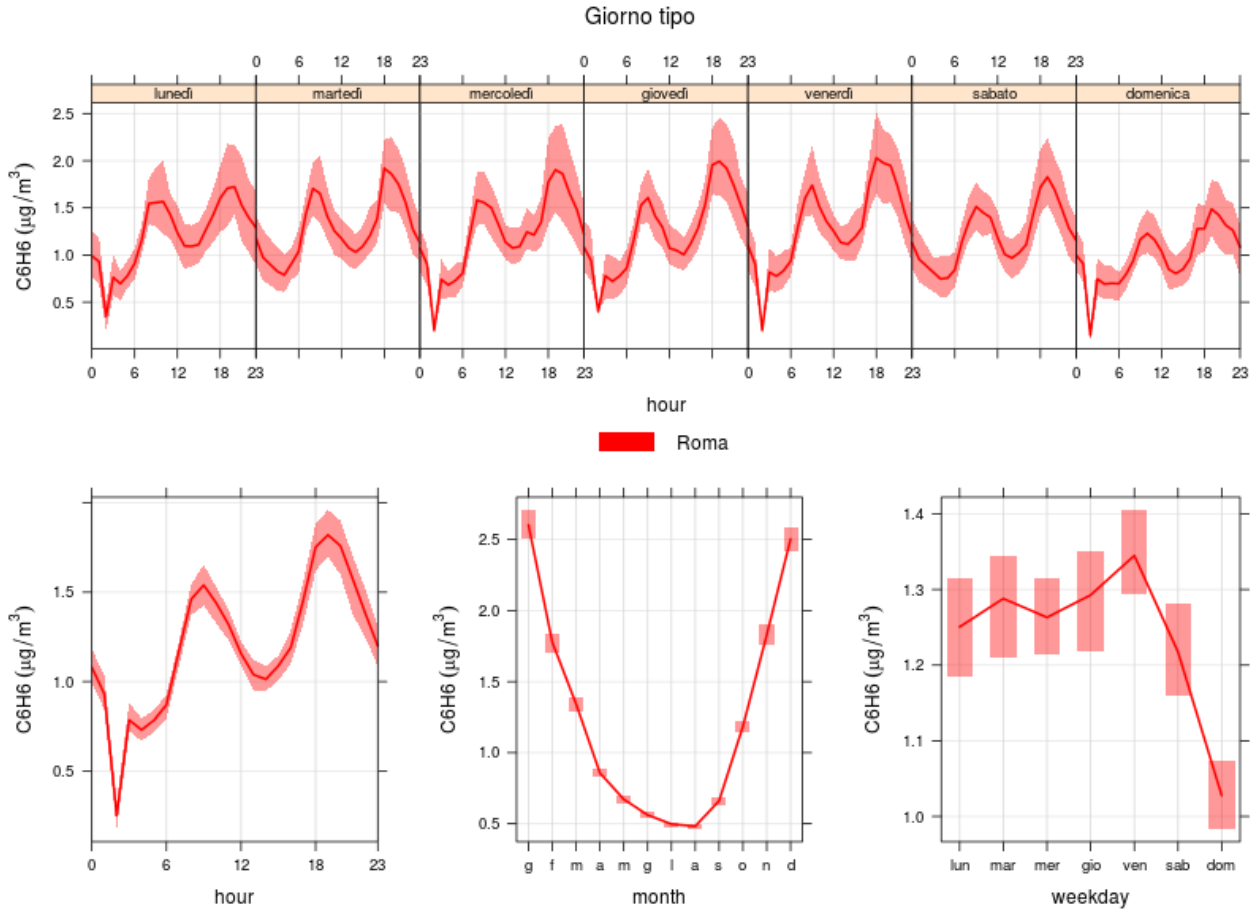 Giorno tipo
0 6 12 18 23 0 6 12 18 23 0 6 12 18 23
lunedì martedì mercoledì giovedì venerdì sabato domenica
2.5
2.0
1.5
1.0
0.5
C6H6 (μg/m³)
0 6 12 18 23 0 6 12 18 23 0 6 12 18 23 0 6 12 18 23
hour
Roma
1.5
1.0
0.5
C6H6 (μg/m³)
0 6 12 18 23
hour
2.5
2.0
1.5
1.0
0.5
C6H6 (μg/m³)
g f m a m g l a s o n d
month
1.4
1.3
1.2
1.1
1.0
C6H6 (μg/m³)
lun mar mer gio ven sab dom
weekday